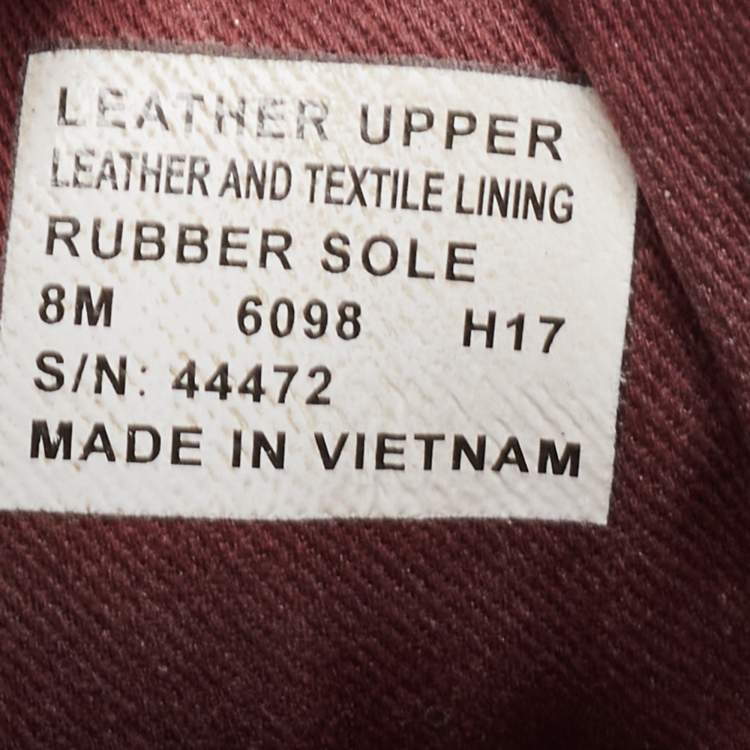 LEATHER UPPER
LEATHER AND TEXTILE LINING
RUBBER SOLE
8M 6098 H17
S/N: 44472
MADE IN VIETNAM